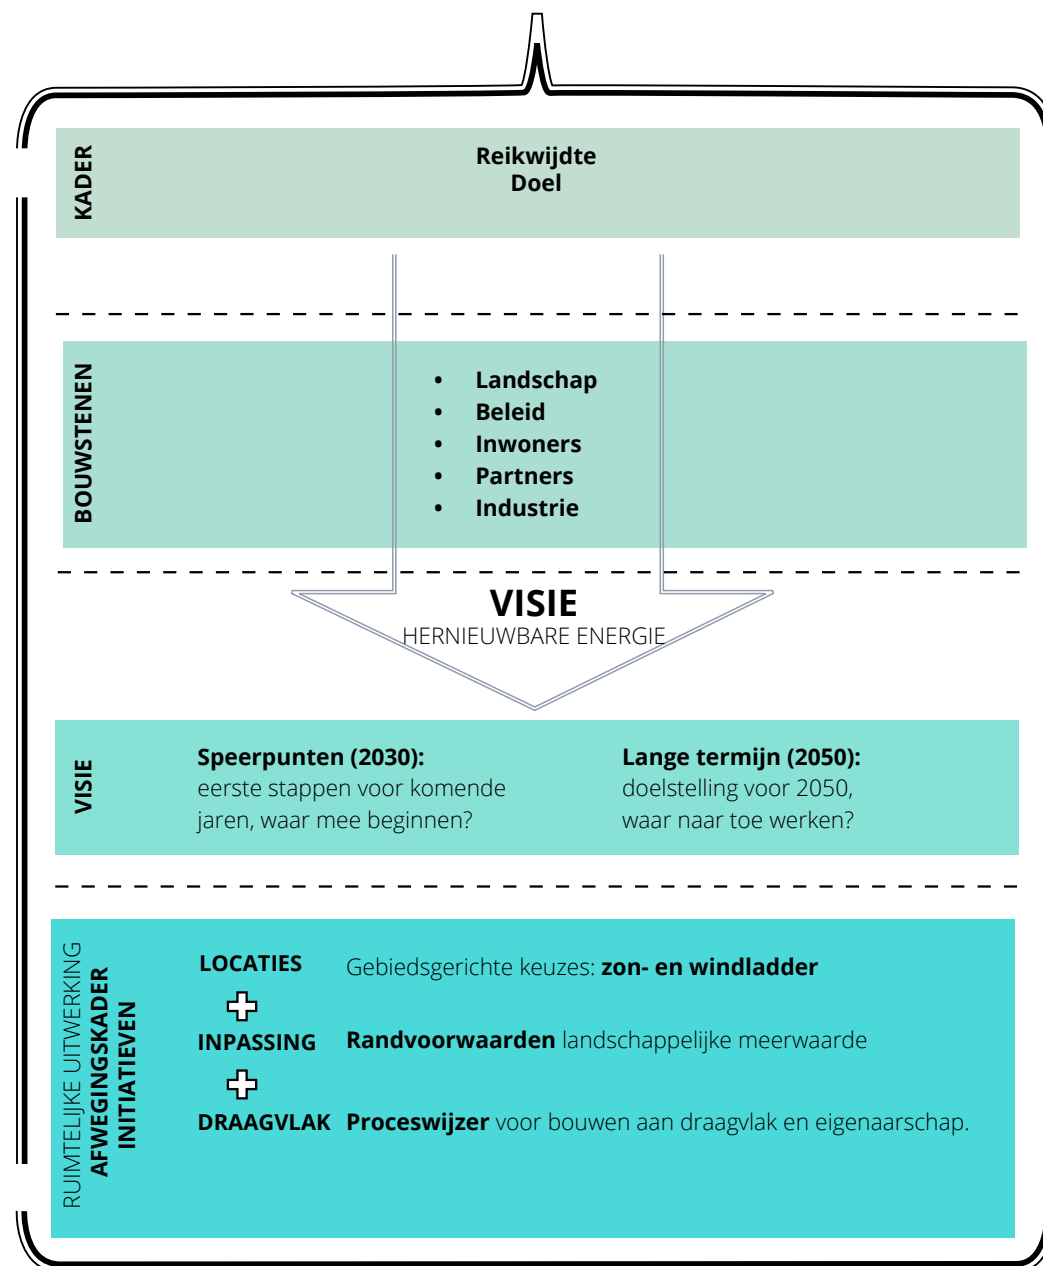 KADER
Reikwijdte
Doel
BOUWSTENEN
• Landschap
• Beleid
• Inwoners
• Partners
• Industrie
VISIE
HERNIEUWBARE ENERGIE
VISIE
Speerpunten (2030):
eerste stappen voor komende
jaren, waar mee beginnen?
Lange termijn (2050):
doelstelling voor 2050,
waar naar toe werken?
RUIMTELIJKE UITWERKING
AFWEGINGSKADER
INITIATIEVEN
LOCATIES Gebiedsgerichte keuzes: zon- en windladder
INPASSING Randvoorwaarden landschappelijke meerwaarde
DRAAGVLAK Proceswijzer voor bouwen aan draagvlak en eigenaarschap.